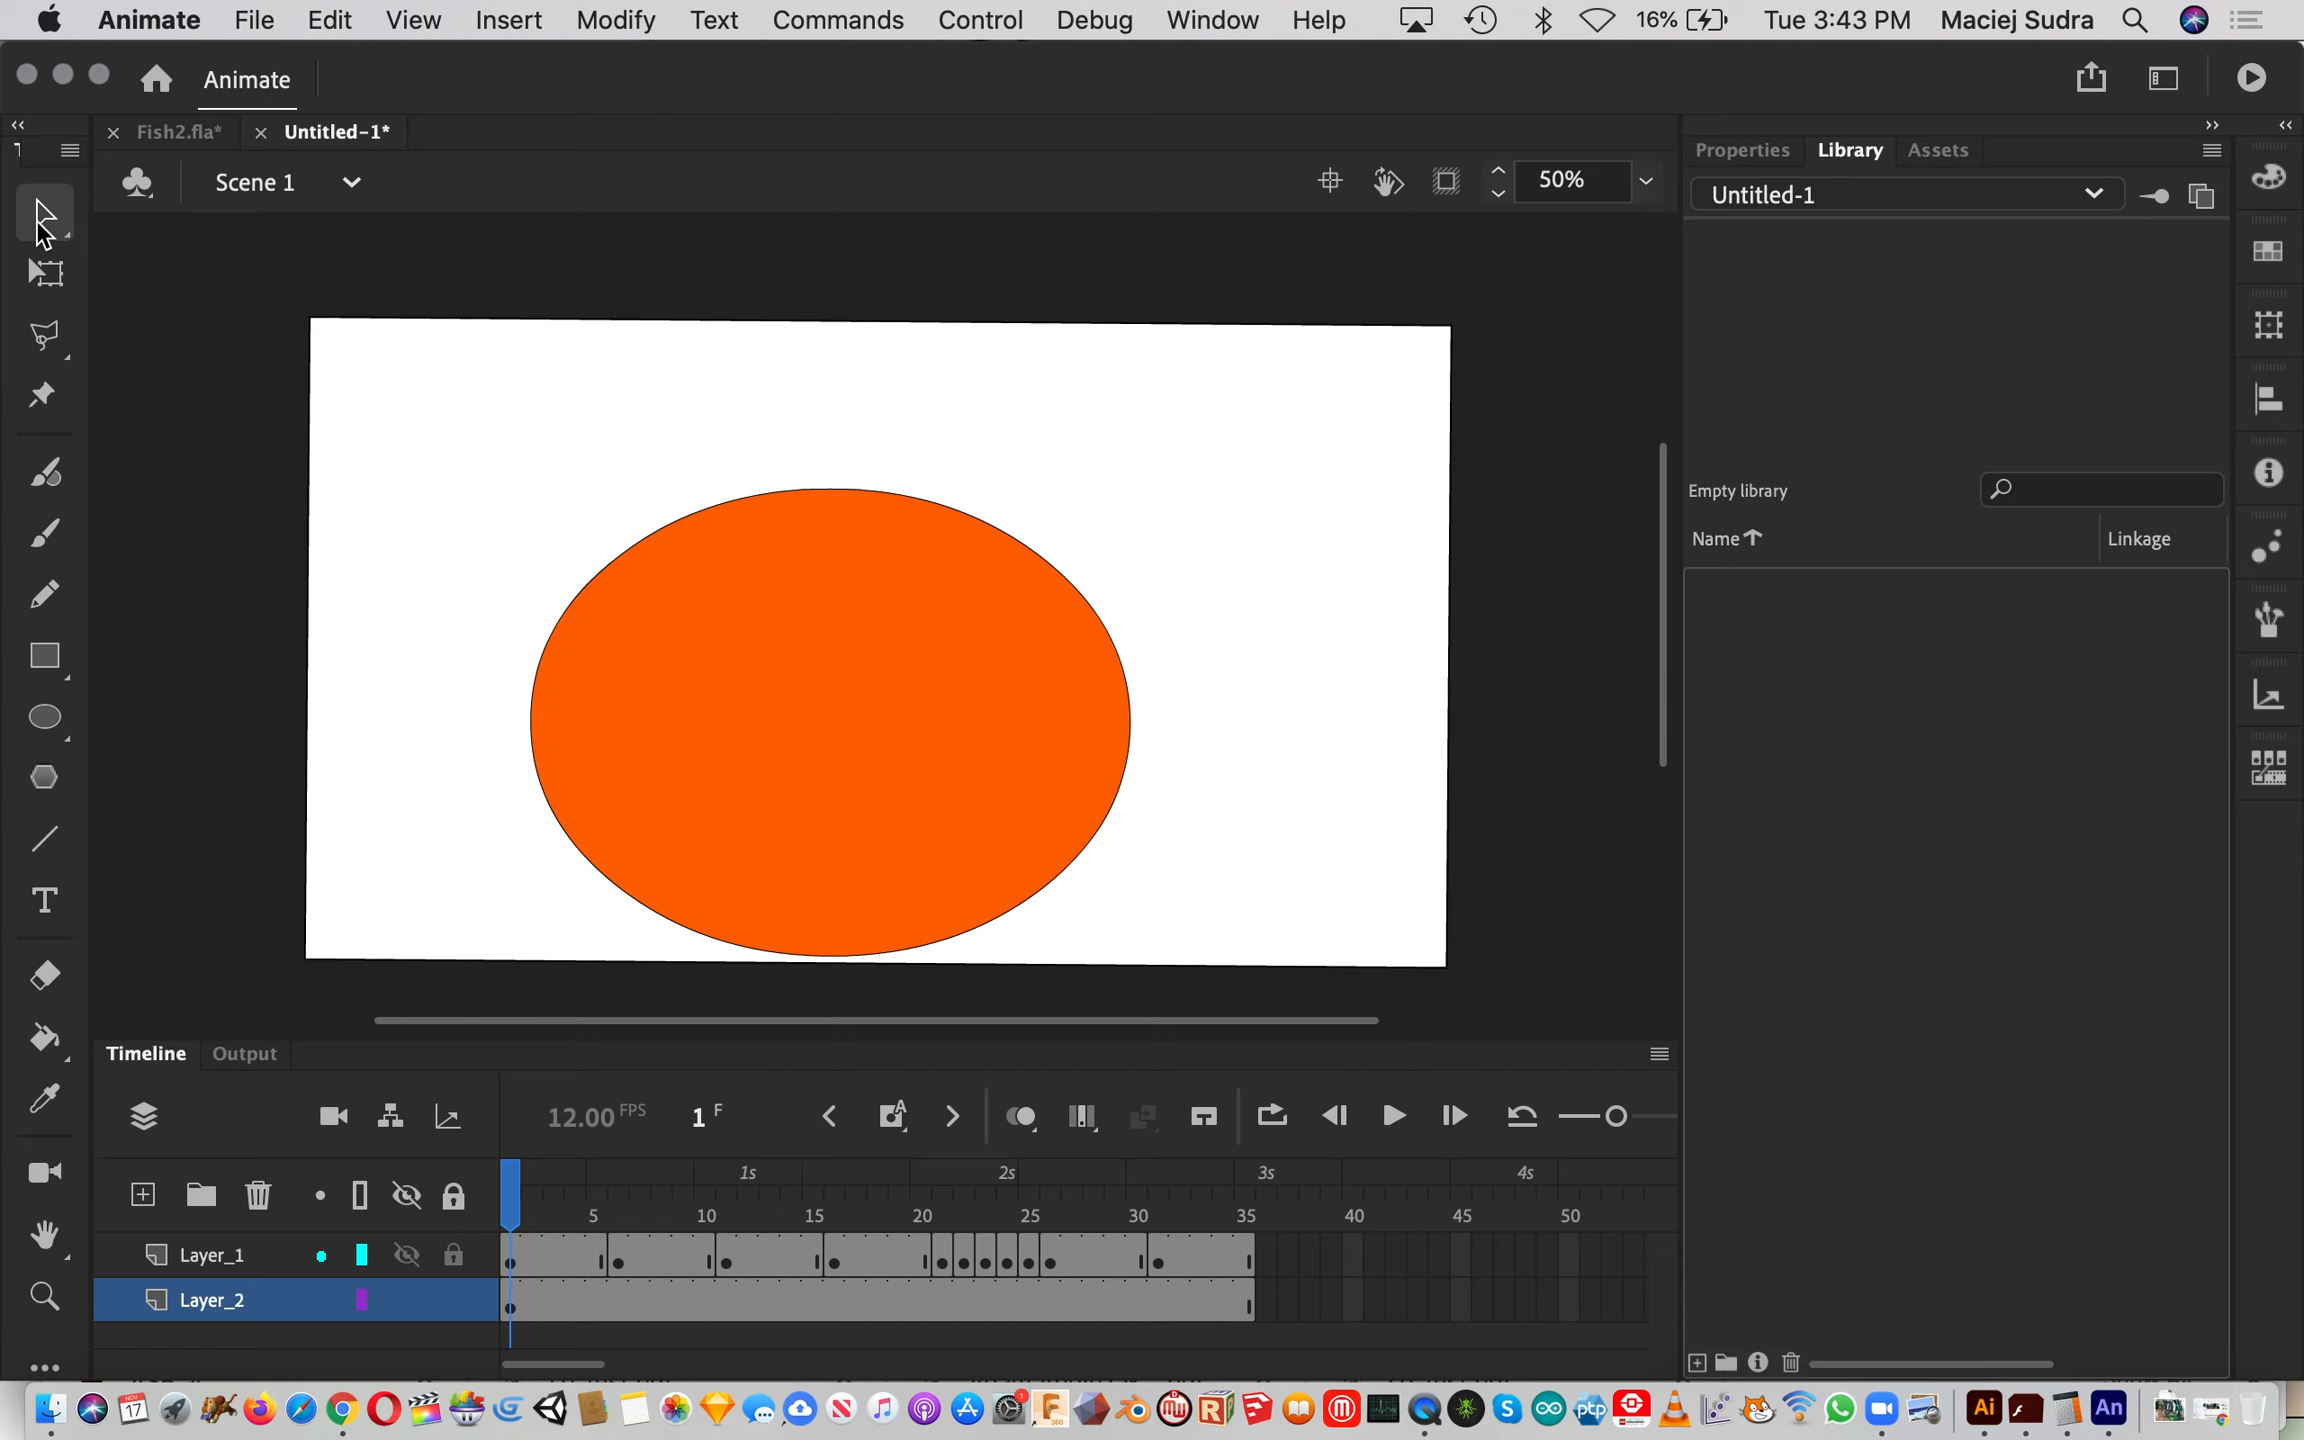 Animate File Edit View Insert Modify Text Commands Control Debug Window Help 16% Tue 3:43 PM Maciej Sudra
Animate
Fish2.fla* Untitled-1*
Scene 1 50%
Properties Library Assets
Untitled-1
Empty library
Name Linkage
Timeline Output
12.00 FPS 1 F
1s 2s 3s 4s
5 10 15 20 25 30 35 40 45 50
Layer_1
Layer_2